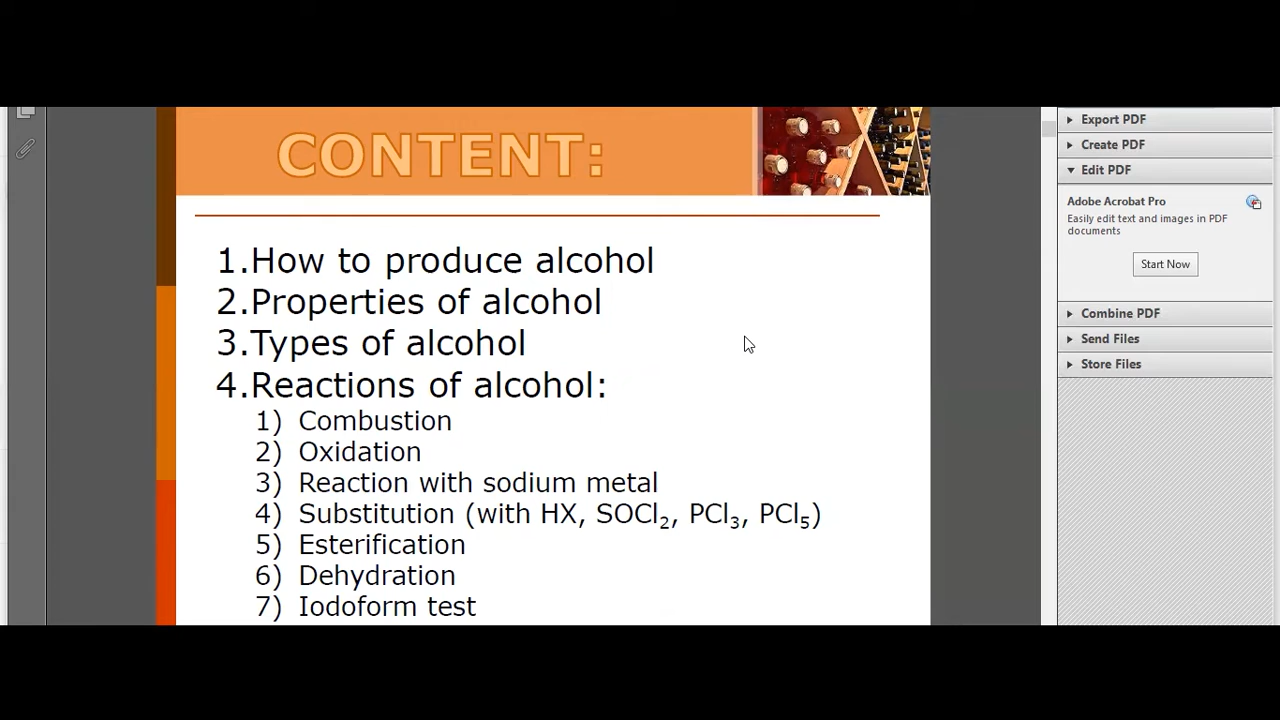 CONTENT:
1.How to produce alcohol
2.Properties of alcohol
3.Types of alcohol
4.Reactions of alcohol:
1) Combustion
2) Oxidation
3) Reaction with sodium metal
4) Substitution (with HX, SOCl₂, PCl₃, PCl₅)
5) Esterification
6) Dehydration
7) Iodoform test
Export PDF
Create PDF
Edit PDF
Adobe Acrobat Pro
Easily edit text and images in PDF
documents
Start Now
Combine PDF
Send Files
Store Files